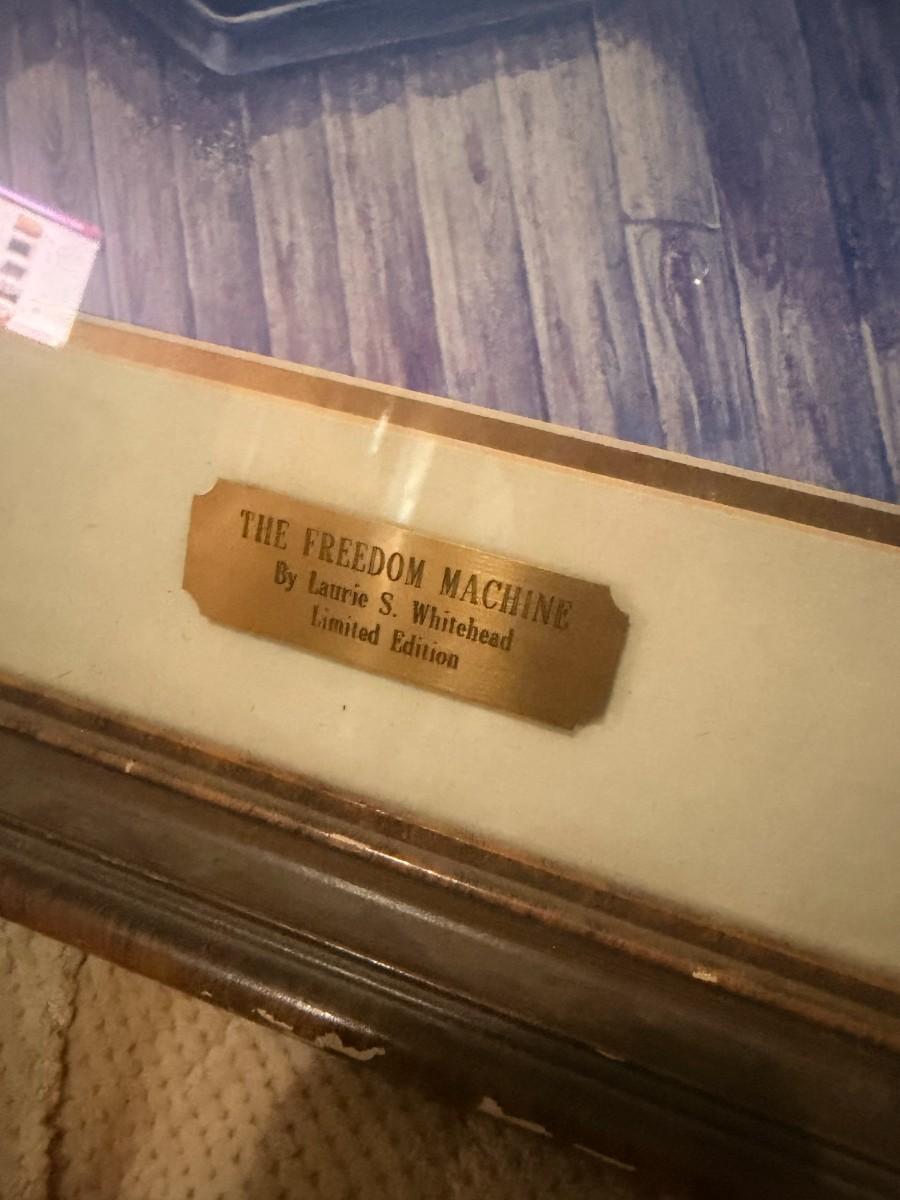 THE FREEDOM MACHINE
By Laurie S. Whitehead
Limited Edition